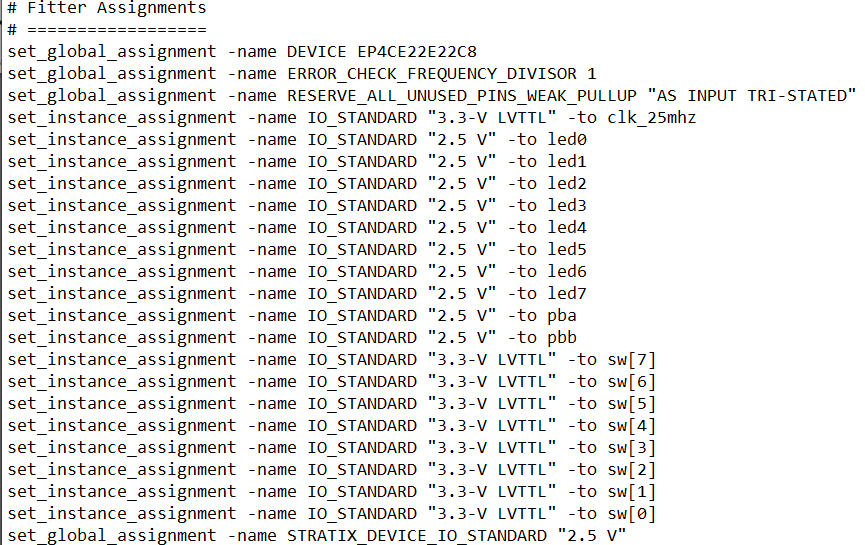 # Fitter Assignments
# ==================
set_global_assignment -name DEVICE EP4CE22E22C8
set_global_assignment -name ERROR_CHECK_FREQUENCY_DIVISOR 1
set_global_assignment -name RESERVE_ALL_UNUSED_PINS_WEAK_PULLUP "AS INPUT TRI-STATED"
set_instance_assignment -name IO_STANDARD "3.3-V LVTTL" -to clk_25mhz
set_instance_assignment -name IO_STANDARD "2.5 V" -to led0
set_instance_assignment -name IO_STANDARD "2.5 V" -to led1
set_instance_assignment -name IO_STANDARD "2.5 V" -to led2
set_instance_assignment -name IO_STANDARD "2.5 V" -to led3
set_instance_assignment -name IO_STANDARD "2.5 V" -to led4
set_instance_assignment -name IO_STANDARD "2.5 V" -to led5
set_instance_assignment -name IO_STANDARD "2.5 V" -to led6
set_instance_assignment -name IO_STANDARD "2.5 V" -to led7
set_instance_assignment -name IO_STANDARD "2.5 V" -to pba
set_instance_assignment -name IO_STANDARD "2.5 V" -to pbb
set_instance_assignment -name IO_STANDARD "3.3-V LVTTL" -to sw[7]
set_instance_assignment -name IO_STANDARD "3.3-V LVTTL" -to sw[6]
set_instance_assignment -name IO_STANDARD "3.3-V LVTTL" -to sw[5]
set_instance_assignment -name IO_STANDARD "3.3-V LVTTL" -to sw[4]
set_instance_assignment -name IO_STANDARD "3.3-V LVTTL" -to sw[3]
set_instance_assignment -name IO_STANDARD "3.3-V LVTTL" -to sw[2]
set_instance_assignment -name IO_STANDARD "3.3-V LVTTL" -to sw[1]
set_instance_assignment -name IO_STANDARD "3.3-V LVTTL" -to sw[0]
set_global_assignment -name STRATIX_DEVICE_IO_STANDARD "2.5 V"